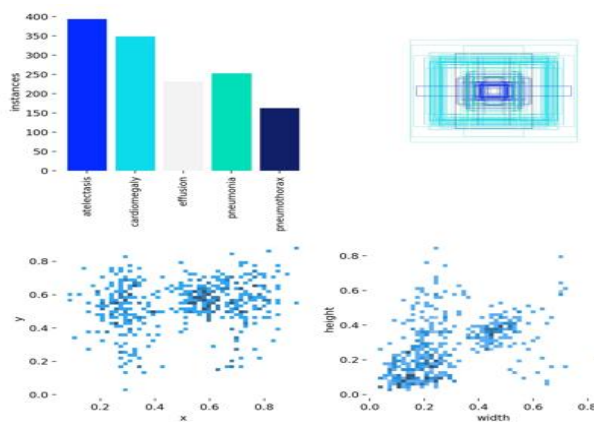 400
350
300
250
200
150
100
50
0
instances
atelectasis
cardiomegaly
effusion
pneumonia
pneumothorax
0.8
0.6
0.4
0.2
0.0
y
0.2 0.4 0.6 0.8
x
0.8
0.6
0.4
0.2
0.0
height
0.0 0.2 0.4 0.6 0.8
width